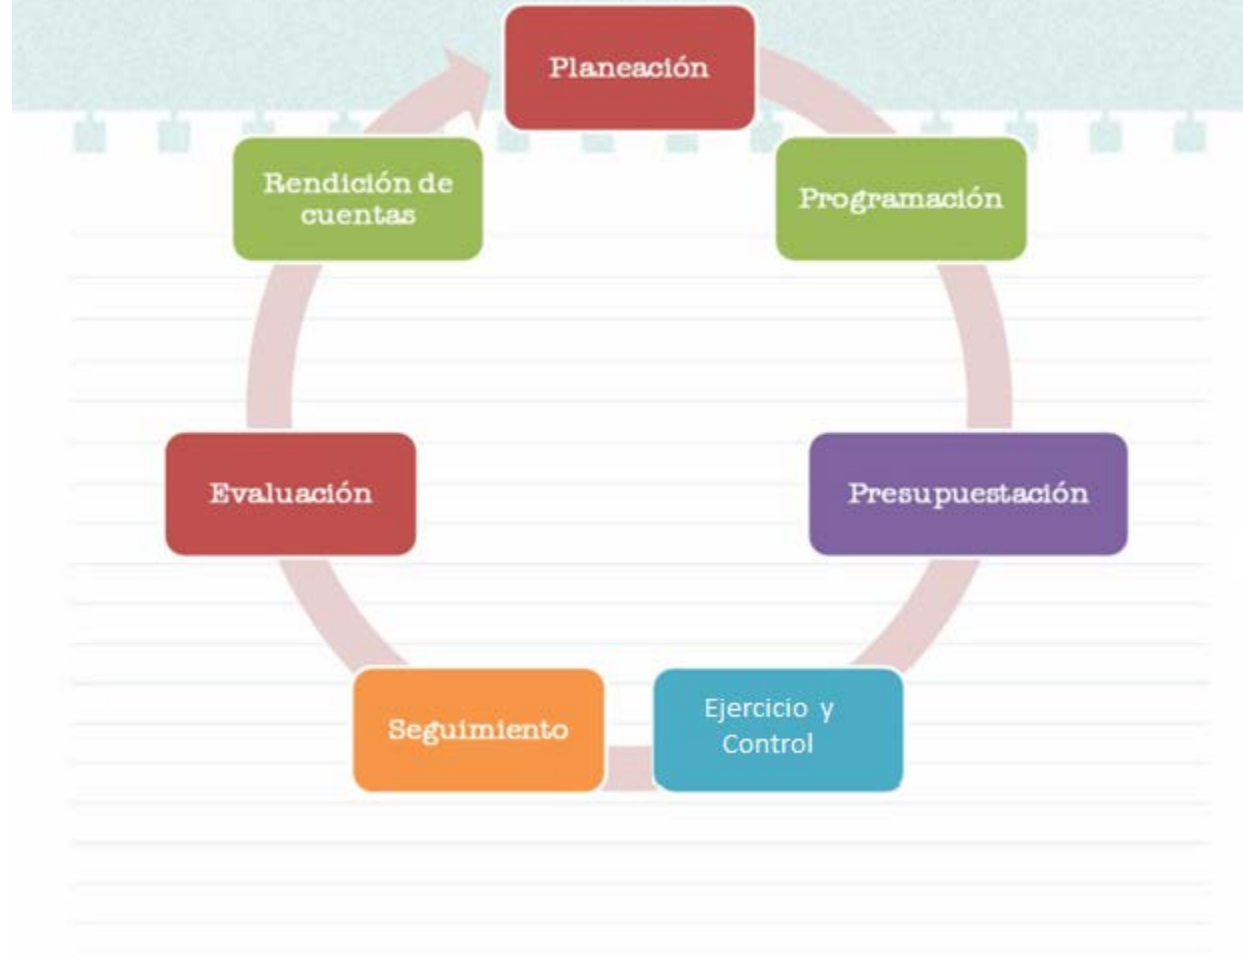 Planeación
Programación
Presupuestación
Ejercicio y
Control
Seguimiento
Evaluación
Rendición de
cuentas